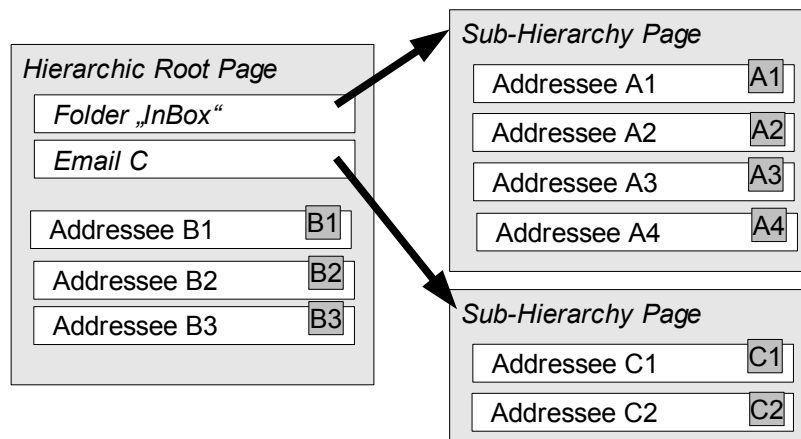 Hierarchic Root Page
Folder „InBox“
Email C
Addressee B1 B1
Addressee B2 B2
Addressee B3 B3
Sub-Hierarchy Page
Addressee A1 A1
Addressee A2 A2
Addressee A3 A3
Addressee A4 A4
Sub-Hierarchy Page
Addressee C1 C1
Addressee C2 C2